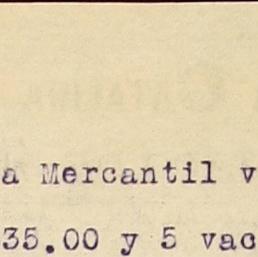 a Mercantil v
35.00 y 5 vac